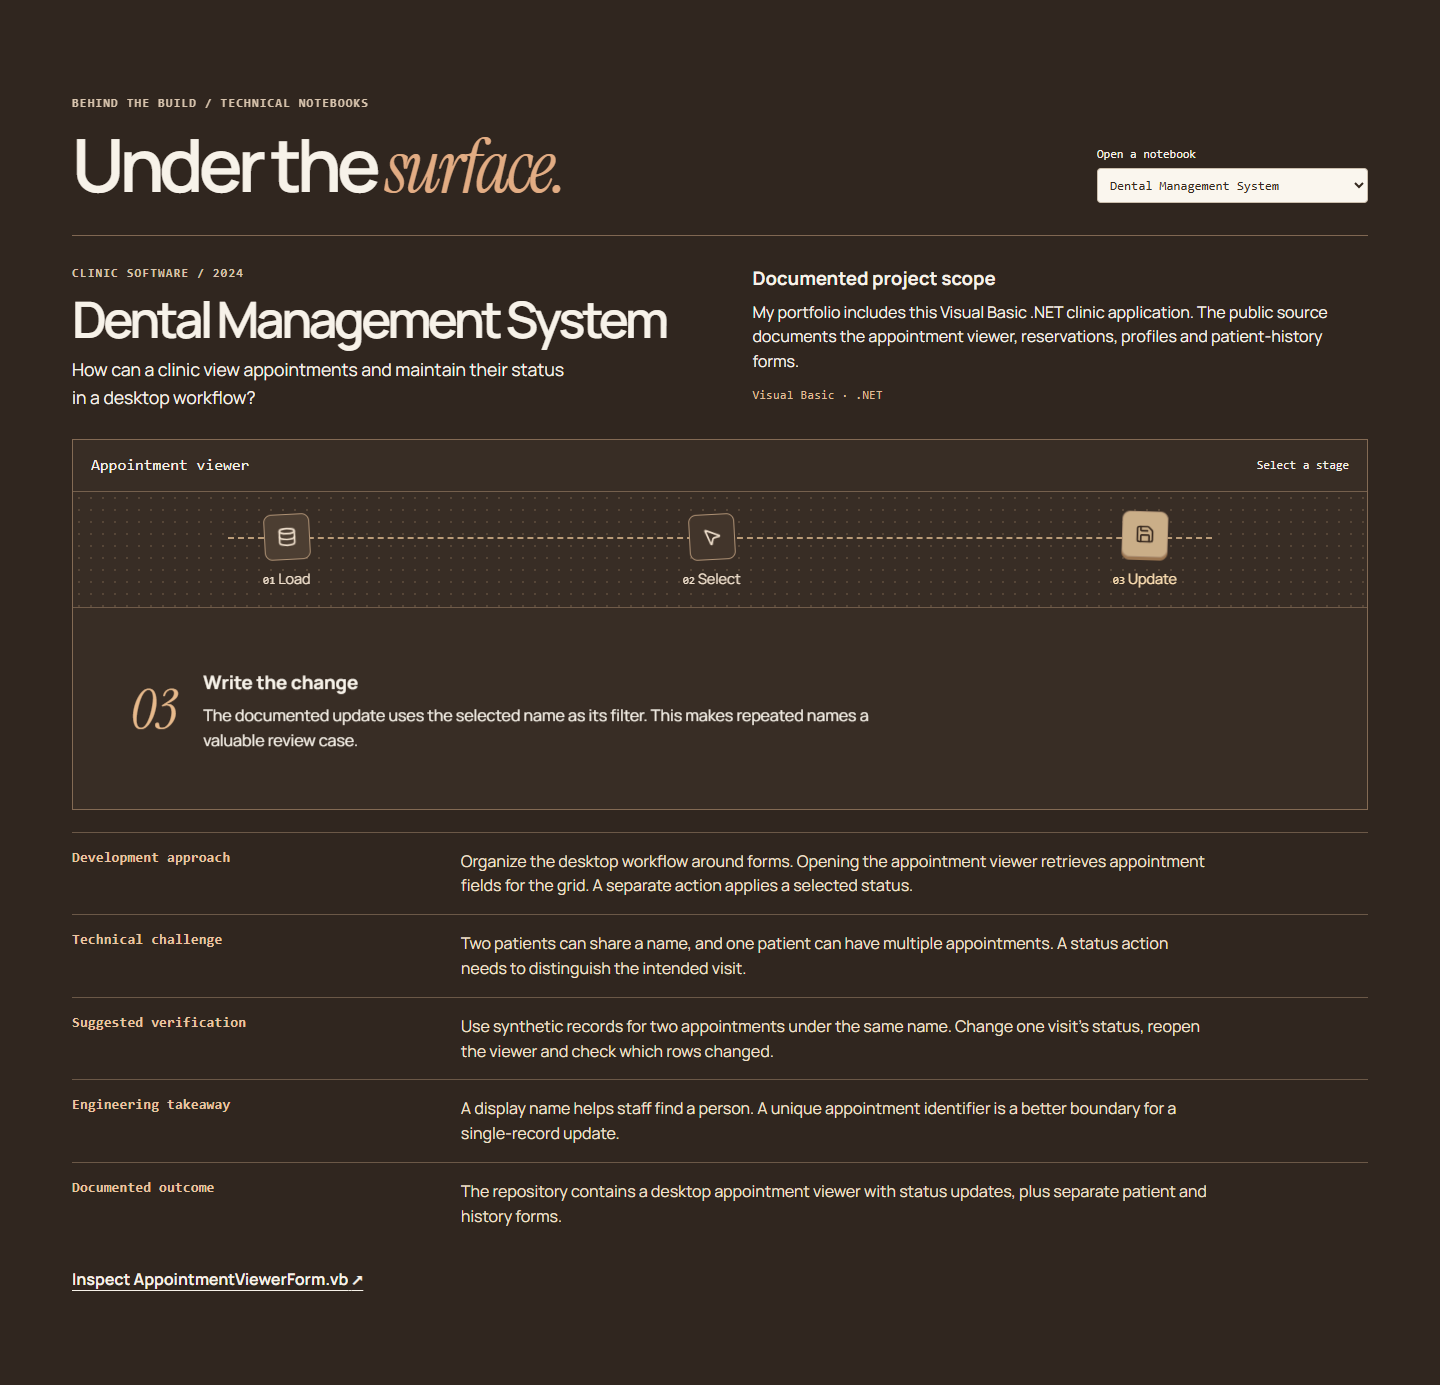 BEHIND THE BUILD / TECHNICAL NOTEBOOKS
Under the surface.
Open a notebook
Dental Management System
CLINIC SOFTWARE / 2024
Dental Management System
How can a clinic view appointments and maintain their status
in a desktop workflow?
Documented project scope
My portfolio includes this Visual Basic .NET clinic application. The public source
documents the appointment viewer, reservations, profiles and patient-history
forms.
Visual Basic · .NET
Appointment viewer
Select a stage
01 Load
02 Select
03 Update
03
Write the change
The documented update uses the selected name as its filter. This makes repeated names a
valuable review case.
Development approach
Organize the desktop workflow around forms. Opening the appointment viewer retrieves appointment
fields for the grid. A separate action applies a selected status.
Technical challenge
Two patients can share a name, and one patient can have multiple appointments. A status action
needs to distinguish the intended visit.
Suggested verification
Use synthetic records for two appointments under the same name. Change one visit's status, reopen
the viewer and check which rows changed.
Engineering takeaway
A display name helps staff find a person. A unique appointment identifier is a better boundary for a
single-record update.
Documented outcome
The repository contains a desktop appointment viewer with status updates, plus separate patient and
history forms.
Inspect AppointmentViewerForm.vb ↗